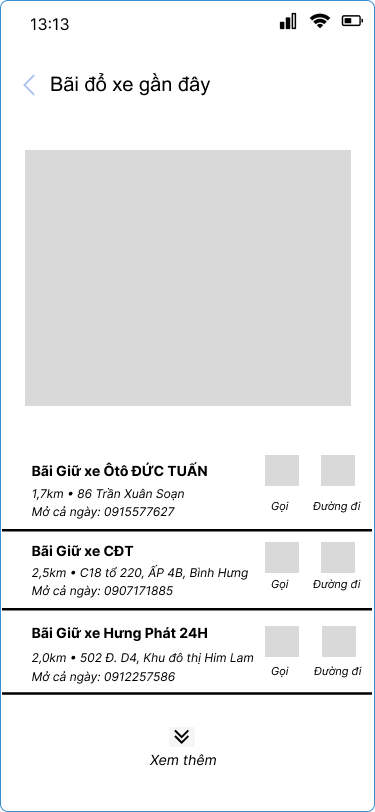 13:13
Bãi đổ xe gần đây
Bãi Giữ xe Ôtô ĐỨC TUẤN
1,7km • 86 Trần Xuân Soạn
Mở cả ngày: 0915577627
Gọi
Đường đi
Bãi Giữ xe CĐT
2,5km • C18 tổ 220, ẤP 4B, Bình Hưng
Mở cả ngày: 0907171885
Gọi
Đường đi
Bãi Giữ xe Hưng Phát 24H
2,0km • 502 Đ. D4, Khu đô thị Him Lam
Mở cả ngày: 0912257586
Gọi
Đường đi
Xem thêm